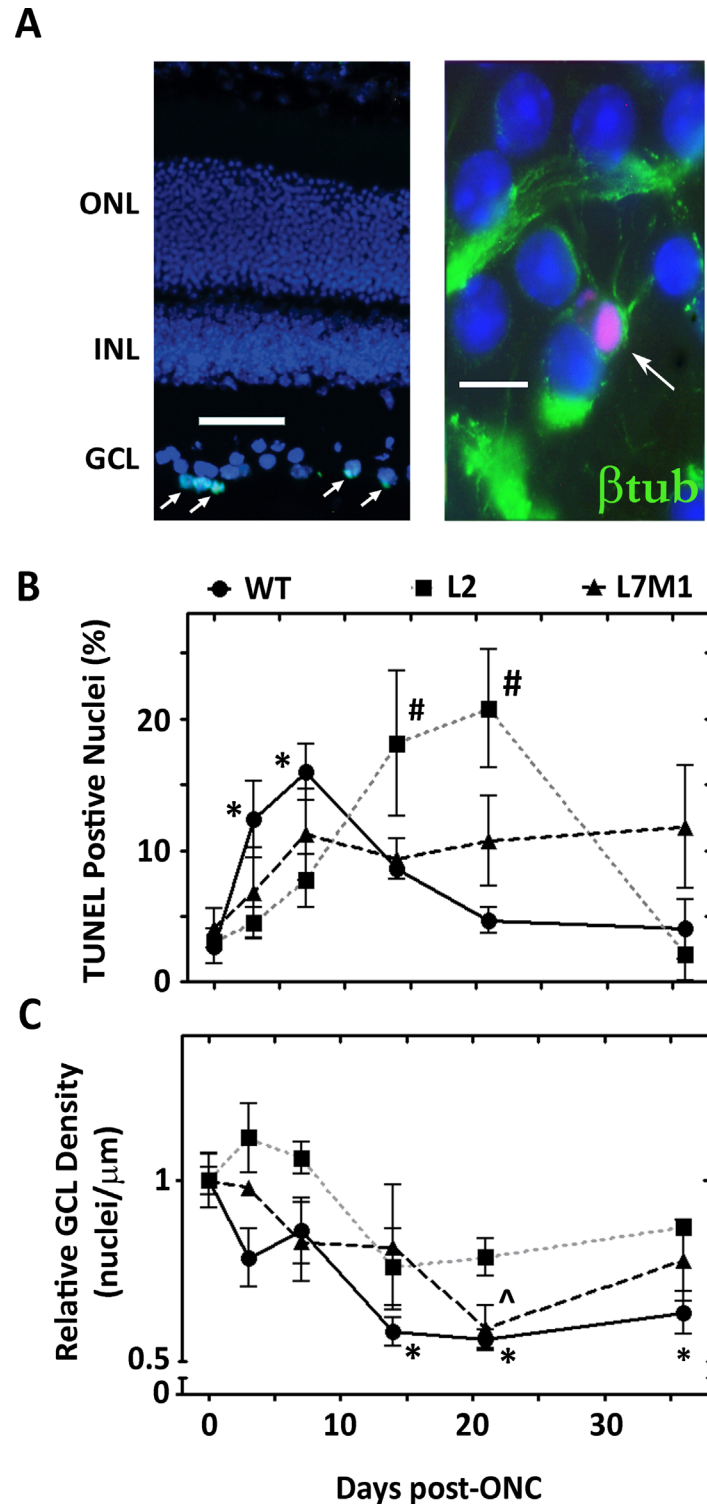 A
ONL
INL
GCL
βtub
B
WT L2 L7M1
TUNEL Postive Nuclei (%)
20
10
0
* * # #
C
Relative GCL Density
(nuclei/μm)
1
0.5
0
^
* * *
0 10 20 30
Days post-ONC